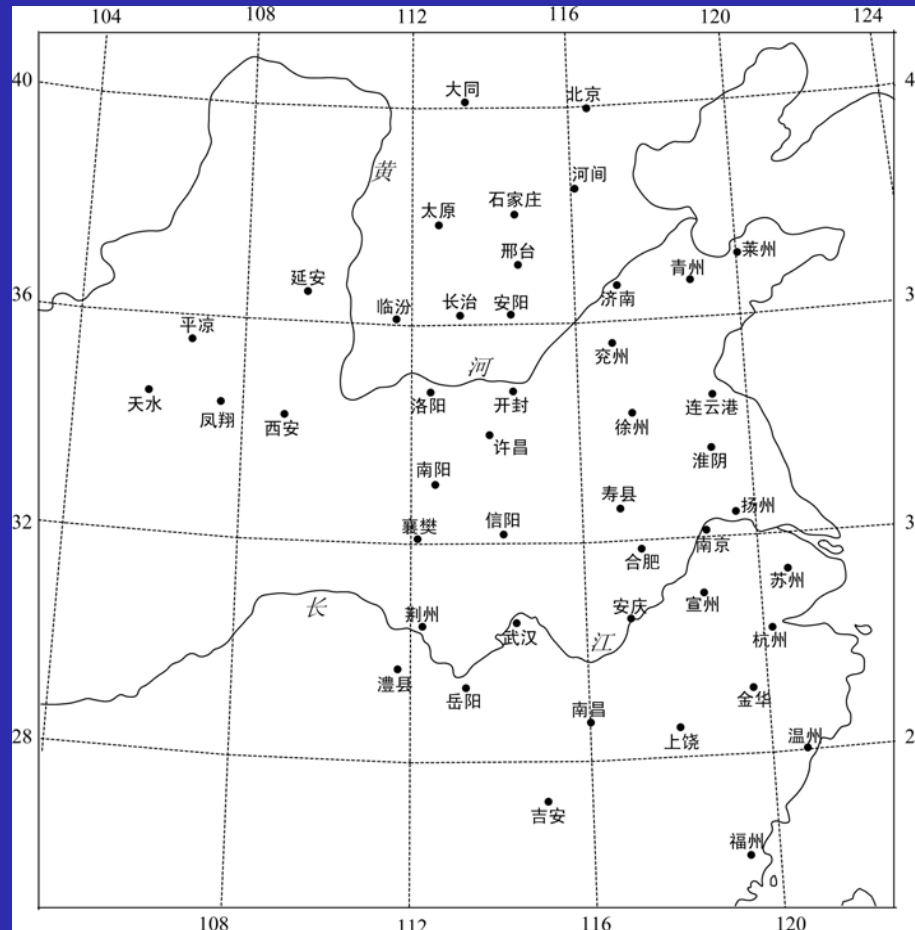 104 108 112 116 120 124
40 4
大同 北京
黄
河间
石家庄
太原
邢台
莱州
青州
延安
济南
36 3
临汾 长治 安阳
平凉
兖州
河
天水 洛阳 开封
连云港
凤翔 西安 徐州
许昌
淮阴
南阳
寿县
扬州
32 3
襄樊 信阳
南京
合肥
苏州
长 荆州 安庆 宣州
武汉 江 杭州
澧县
岳阳 金华
南昌
28 2
上饶 温州
吉安
福州
108 112 116 120